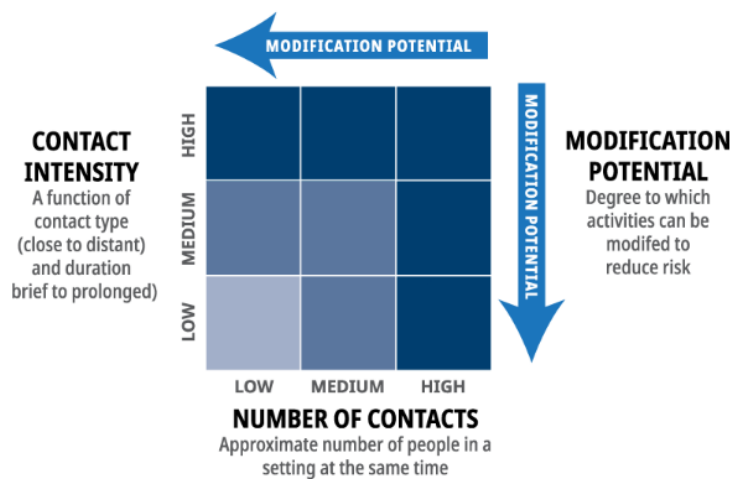 MODIFICATION POTENTIAL
CONTACT
INTENSITY
A function of
contact type
(close to distant)
and duration
brief to prolonged)
HIGH
MEDIUM
LOW
MODIFICATION POTENTIAL
MODIFICATION
POTENTIAL
Degree to which
activities can be
modifed to
reduce risk
LOW MEDIUM HIGH
NUMBER OF CONTACTS
Approximate number of people in a
setting at the same time